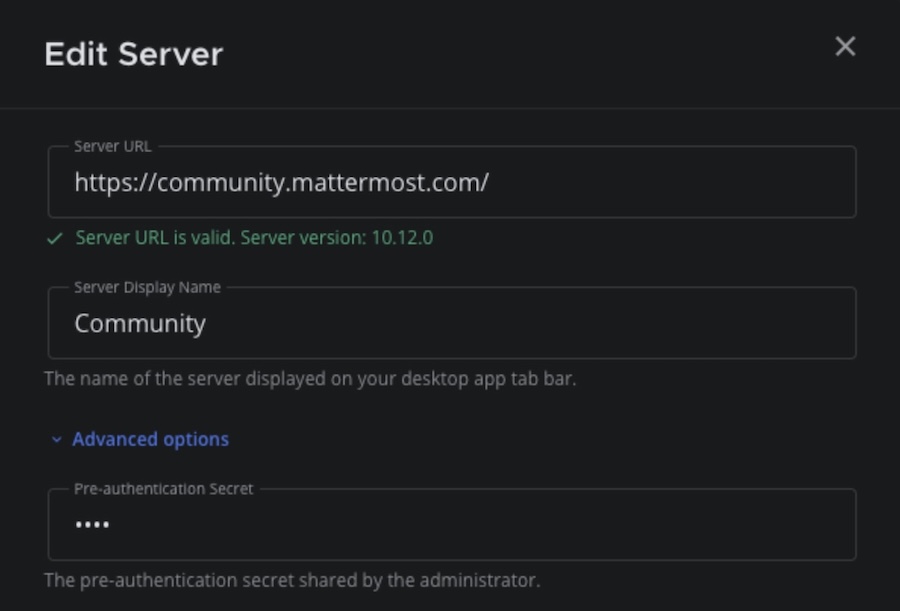 Edit Server
Server URL
https://community.mattermost.com/
Server URL is valid. Server version: 10.12.0
Server Display Name
Community
The name of the server displayed on your desktop app tab bar.
Advanced options
Pre-authentication Secret
••••
The pre-authentication secret shared by the administrator.